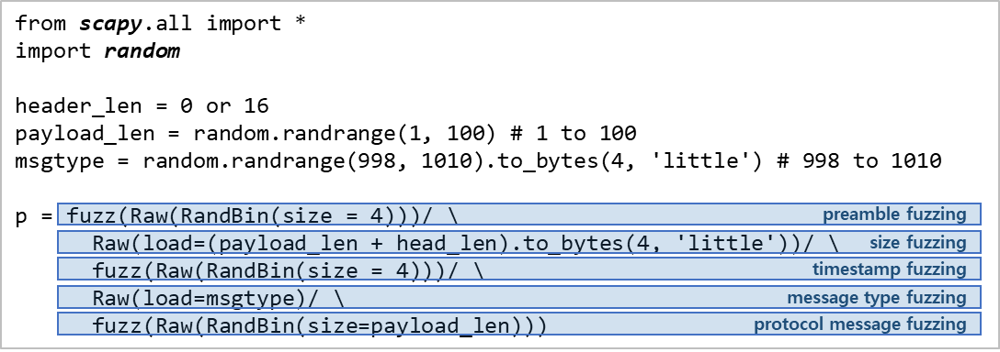 from scapy.all import *
import random
header_len = 0 or 16
payload_len = random.randrange(1, 100) # 1 to 100
msgtype = random.randrange(998, 1010).to_bytes(4, 'little') # 998 to 1010
p = fuzz(Raw(RandBin(size = 4)))/ \ preamble fuzzing
Raw(load=(payload_len + head_len).to_bytes(4, 'little'))/ \ size fuzzing
fuzz(Raw(RandBin(size = 4)))/ \ timestamp fuzzing
Raw(load=msgtype)/ \ message type fuzzing
fuzz(Raw(RandBin(size=payload_len))) protocol message fuzzing